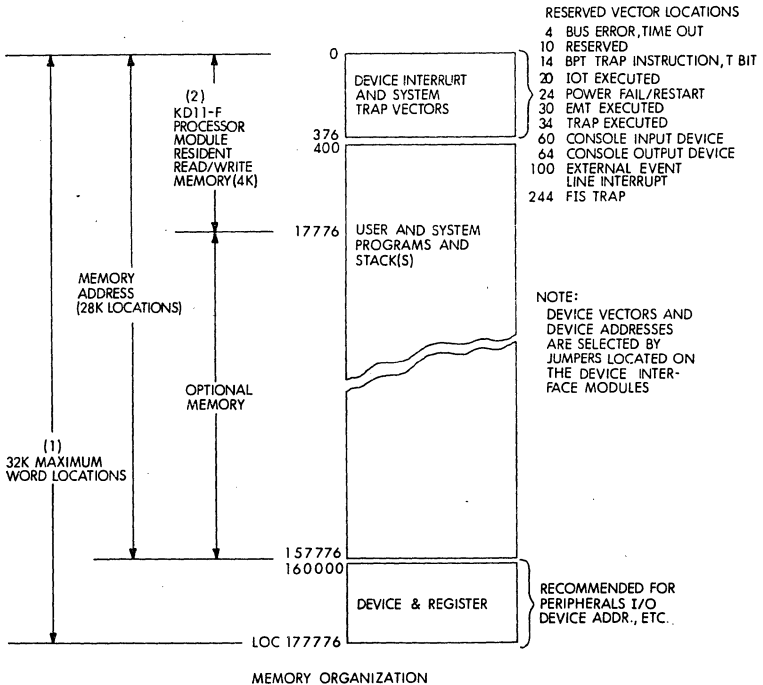 RESERVED VECTOR LOCATIONS
4 BUS ERROR, TIME OUT
10 RESERVED
14 BPT TRAP INSTRUCTION, T BIT
20 IOT EXECUTED
24 POWER FAIL/RESTART
30 EMT EXECUTED
34 TRAP EXECUTED
60 CONSOLE INPUT DEVICE
64 CONSOLE OUTPUT DEVICE
100 EXTERNAL EVENT
LINE INTERRUPT
244 FIS TRAP
0
DEVICE INTERRURT
AND SYSTEM
TRAP VECTORS
376
400
(2)
KD11-F
PROCESSOR
MODULE
RESIDENT
READ/WRITE
MEMORY (4K)
17776
USER AND SYSTEM
PROGRAMS AND
STACK(S)
MEMORY
ADDRESS
(28K LOCATIONS)
NOTE:
DEVICE VECTORS AND
DEVICE ADDRESSES
ARE SELECTED BY
JUMPERS LOCATED ON
THE DEVICE INTER-
FACE MODULES
OPTIONAL
MEMORY
(1)
32K MAXIMUM
WORD LOCATIONS
157776
160000
DEVICE & REGISTER
RECOMMENDED FOR
PERIPHERALS I/O
DEVICE ADDR., ETC.
LOC 177776
MEMORY ORGANIZATION